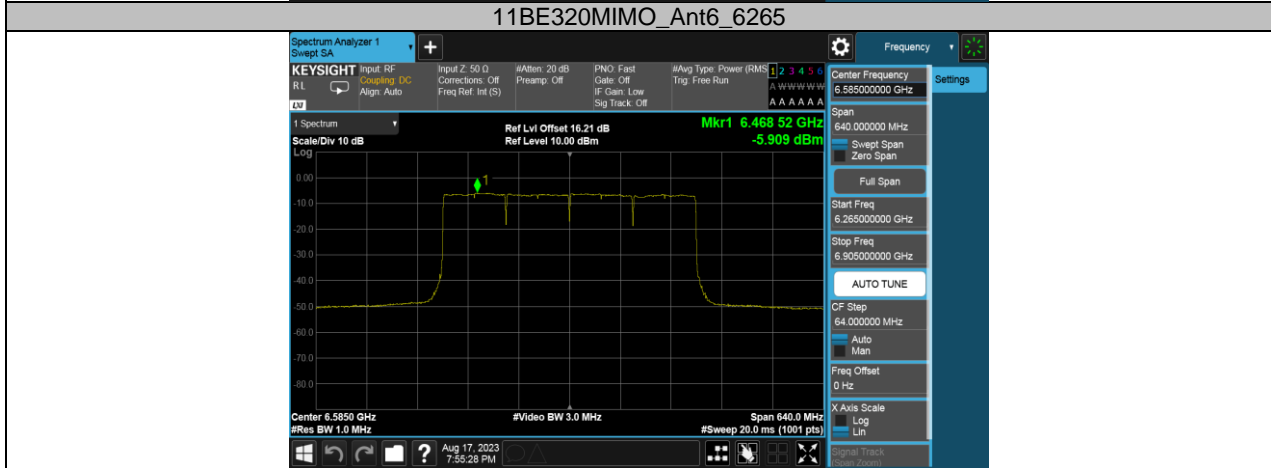 11BE320MIMO_Ant6_6265
Spectrum Analyzer 1
Swept SA
+
Frequency
KEYSIGHT
RL
LXI
Input: RF
Coupling: DC
Align: Auto
Input Z: 50 Ω
Corrections: Off
Freq Ref: Int (S)
#Atten: 20 dB
Preamp: Off
PNO: Fast
Gate: Off
IF Gain: Low
Sig Track: Off
#Avg Type: Power (RMS
Trig: Free Run
1 2 3 4 5 6
A W W W W W
A A A A A A
Center Frequency
6.585000000 GHz
Settings
1 Spectrum
Scale/Div 10 dB
Ref Lvl Offset 16.21 dB
Ref Level 10.00 dBm
Mkr1 6.468 52 GHz
-5.909 dBm
Span
640.000000 MHz
Swept Span
Zero Span
Full Span
Start Freq
6.265000000 GHz
Stop Freq
6.905000000 GHz
AUTO TUNE
CF Step
64.000000 MHz
Auto
Man
Freq Offset
0 Hz
X Axis Scale
Log
Lin
Signal Track
(Span Zoom)
Log
0.00
-10.0
-20.0
-30.0
-40.0
-50.0
-60.0
-70.0
-80.0
1
Center 6.5850 GHz
#Res BW 1.0 MHz
#Video BW 3.0 MHz
Span 640.0 MHz
#Sweep 20.0 ms (1001 pts)
?
Aug 17, 2023
7:55:28 PM